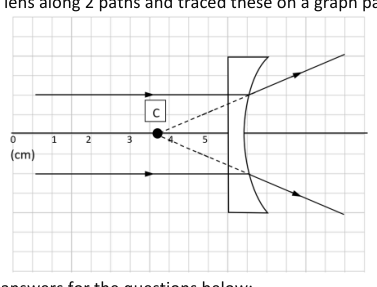 lens along 2 paths and traced these on a graph pa
C
0 1 2 3 4 5
(cm)
answers for the questions below: